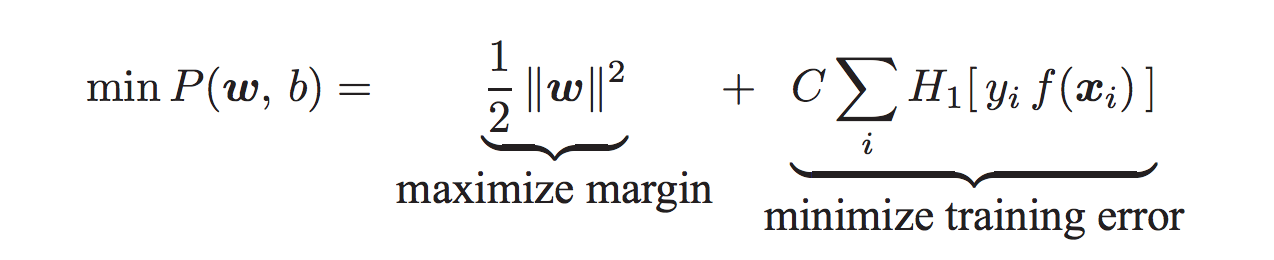 min P(w, b) = 1/2 ‖w‖² + C ∑_i H₁[ y_i f(x_i) ]
maximize margin
minimize training error